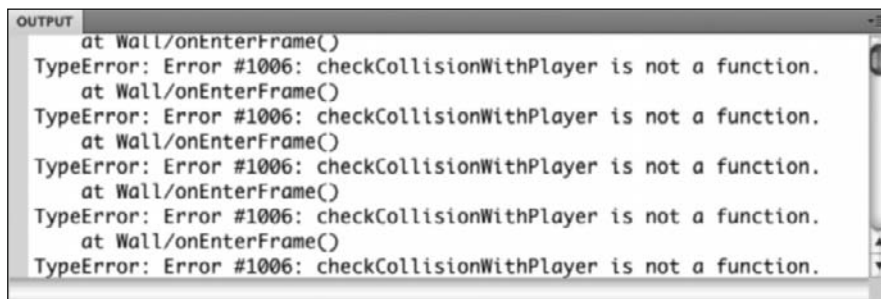 OUTPUT
at Wall/onEnterFrame()
TypeError: Error #1006: checkCollisionWithPlayer is not a function.
at Wall/onEnterFrame()
TypeError: Error #1006: checkCollisionWithPlayer is not a function.
at Wall/onEnterFrame()
TypeError: Error #1006: checkCollisionWithPlayer is not a function.
at Wall/onEnterFrame()
TypeError: Error #1006: checkCollisionWithPlayer is not a function.
at Wall/onEnterFrame()
TypeError: Error #1006: checkCollisionWithPlayer is not a function.